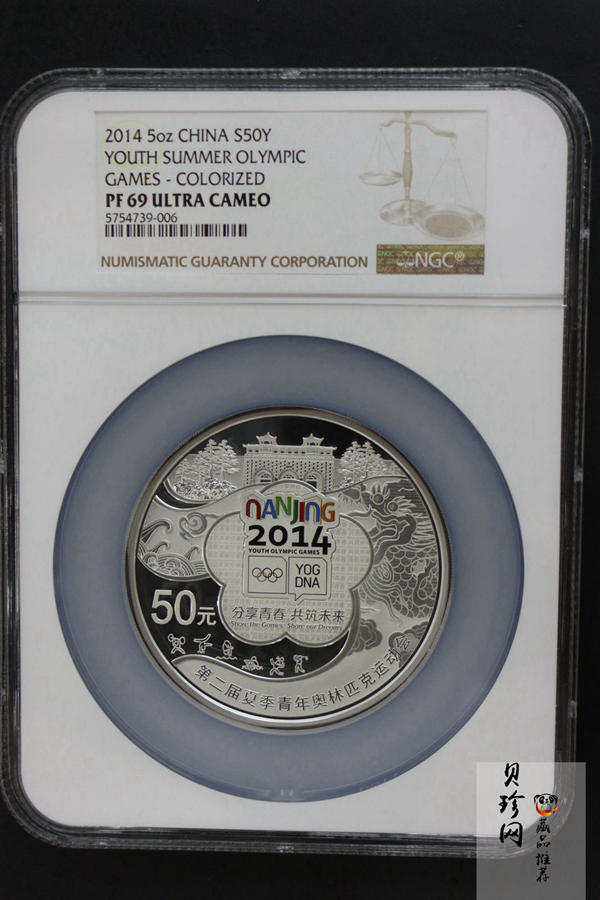 2014 5oz CHINA S50Y
YOUTH SUMMER OLYMPIC
GAMES - COLORIZED
PF 69 ULTRA CAMEO
5754739-006
NUMISMATIC GUARANTY CORPORATION
NGC®
NANJING
2014
YOUTH OLYMPIC GAMES
YOG
DNA
50元
分享青春 共筑未来
Share the Games, Share our Dreams
第二届夏季青年奥林匹克运动会
贝珍网
藏品推荐